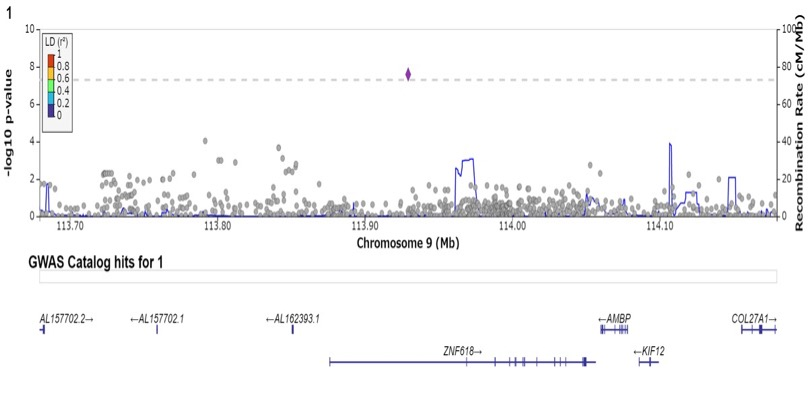 1
-log10 p-value
10
8
6
4
2
0
LD (r²)
1
0.8
0.6
0.4
0.2
0
100
80
60
40
20
0
Recombination Rate (cM/Mb)
113.70 113.80 113.90 114.00 114.10
Chromosome 9 (Mb)
GWAS Catalog hits for 1
AL157702.2→ ←AL157702.1 ←AL162393.1 ←AMBP COL27A1→
ZNF618→ ←KIF12